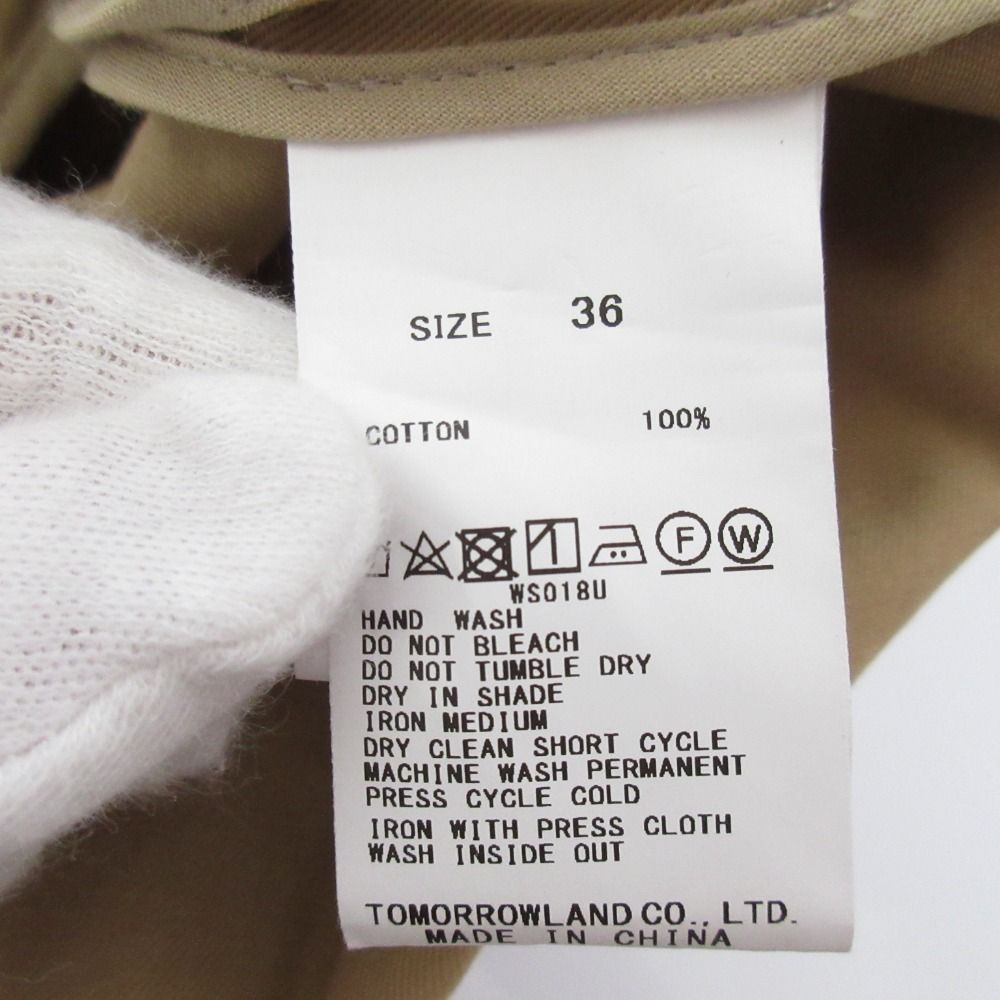 SIZE 36
COTTON 100%
F W
WS018U
HAND WASH
DO NOT BLEACH
DO NOT TUMBLE DRY
DRY IN SHADE
IRON MEDIUM
DRY CLEAN SHORT CYCLE
MACHINE WASH PERMANENT
PRESS CYCLE COLD
IRON WITH PRESS CLOTH
WASH INSIDE OUT
TOMORROWLAND CO., LTD.
MADE IN CHINA